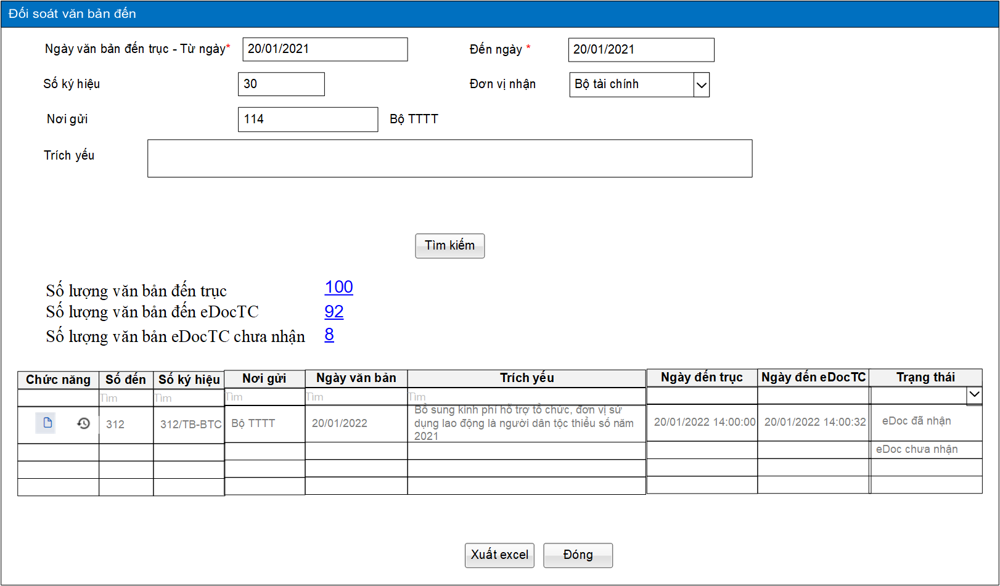 Đối soát văn bản đến
Ngày văn bản đến trục - Từ ngày* 20/01/2021 Đến ngày * 20/01/2021
Số ký hiệu 30 Đơn vị nhận Bộ tài chính
Nơi gửi 114 Bộ TTTT
Trích yếu
Tìm kiếm
Số lượng văn bản đến trục 100
Số lượng văn bản đến eDocTC 92
Số lượng văn bản eDocTC chưa nhận 8
Chức năng Số đến Số ký hiệu Nơi gửi Ngày văn bản Trích yếu Ngày đến trục Ngày đến eDocTC Trạng thái
Tìm Tìm Tìm Tìm Tìm
312 312/TB-BTC Bộ TTTT 20/01/2022 Bổ sung kinh phí hỗ trợ tổ chức, đơn vị sử
dụng lao động là người dân tộc thiểu số năm
2021
20/01/2022 14:00:00 20/01/2022 14:00:32 eDoc đã nhận
eDoc chưa nhận
Xuất excel Đóng